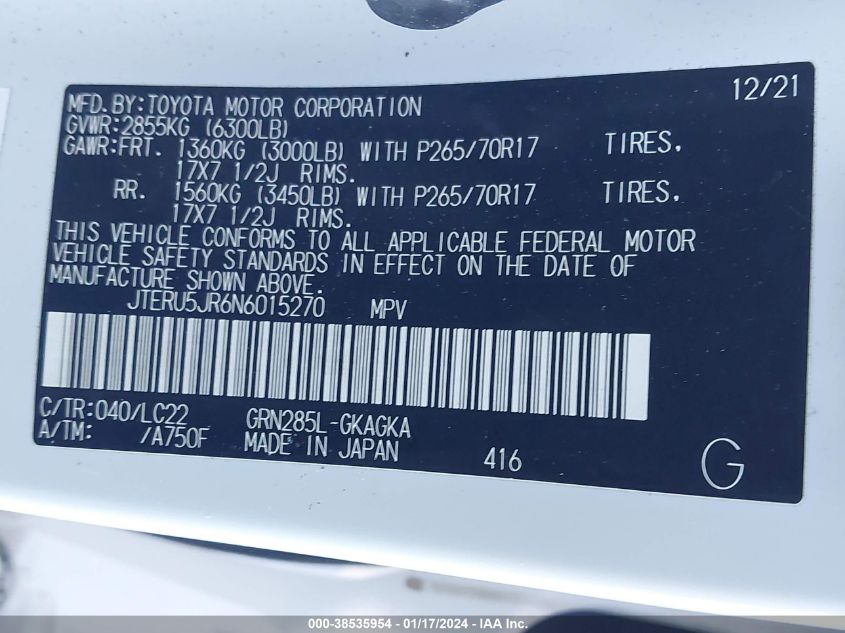 MFD.BY:TOYOTA MOTOR CORPORATION 12/21
GVWR:2855KG (6300LB)
GAWR:FRT. 1360KG (3000LB) WITH P265/70R17 TIRES,
17X7 1/2J RIMS.
RR. 1560KG (3450LB) WITH P265/70R17 TIRES,
17X7 1/2J RIMS.
THIS VEHICLE CONFORMS TO ALL APPLICABLE FEDERAL MOTOR
VEHICLE SAFETY STANDARDS IN EFFECT ON THE DATE OF
MANUFACTURE SHOWN ABOVE.
JTERU5JR6N6015270 MPV
C/TR:040/LC22 GRN285L-GKAGKA
A/TM: /A750F MADE IN JAPAN 416 G
000-38535954 - 01/17/2024 - WWW.IAAI.COM